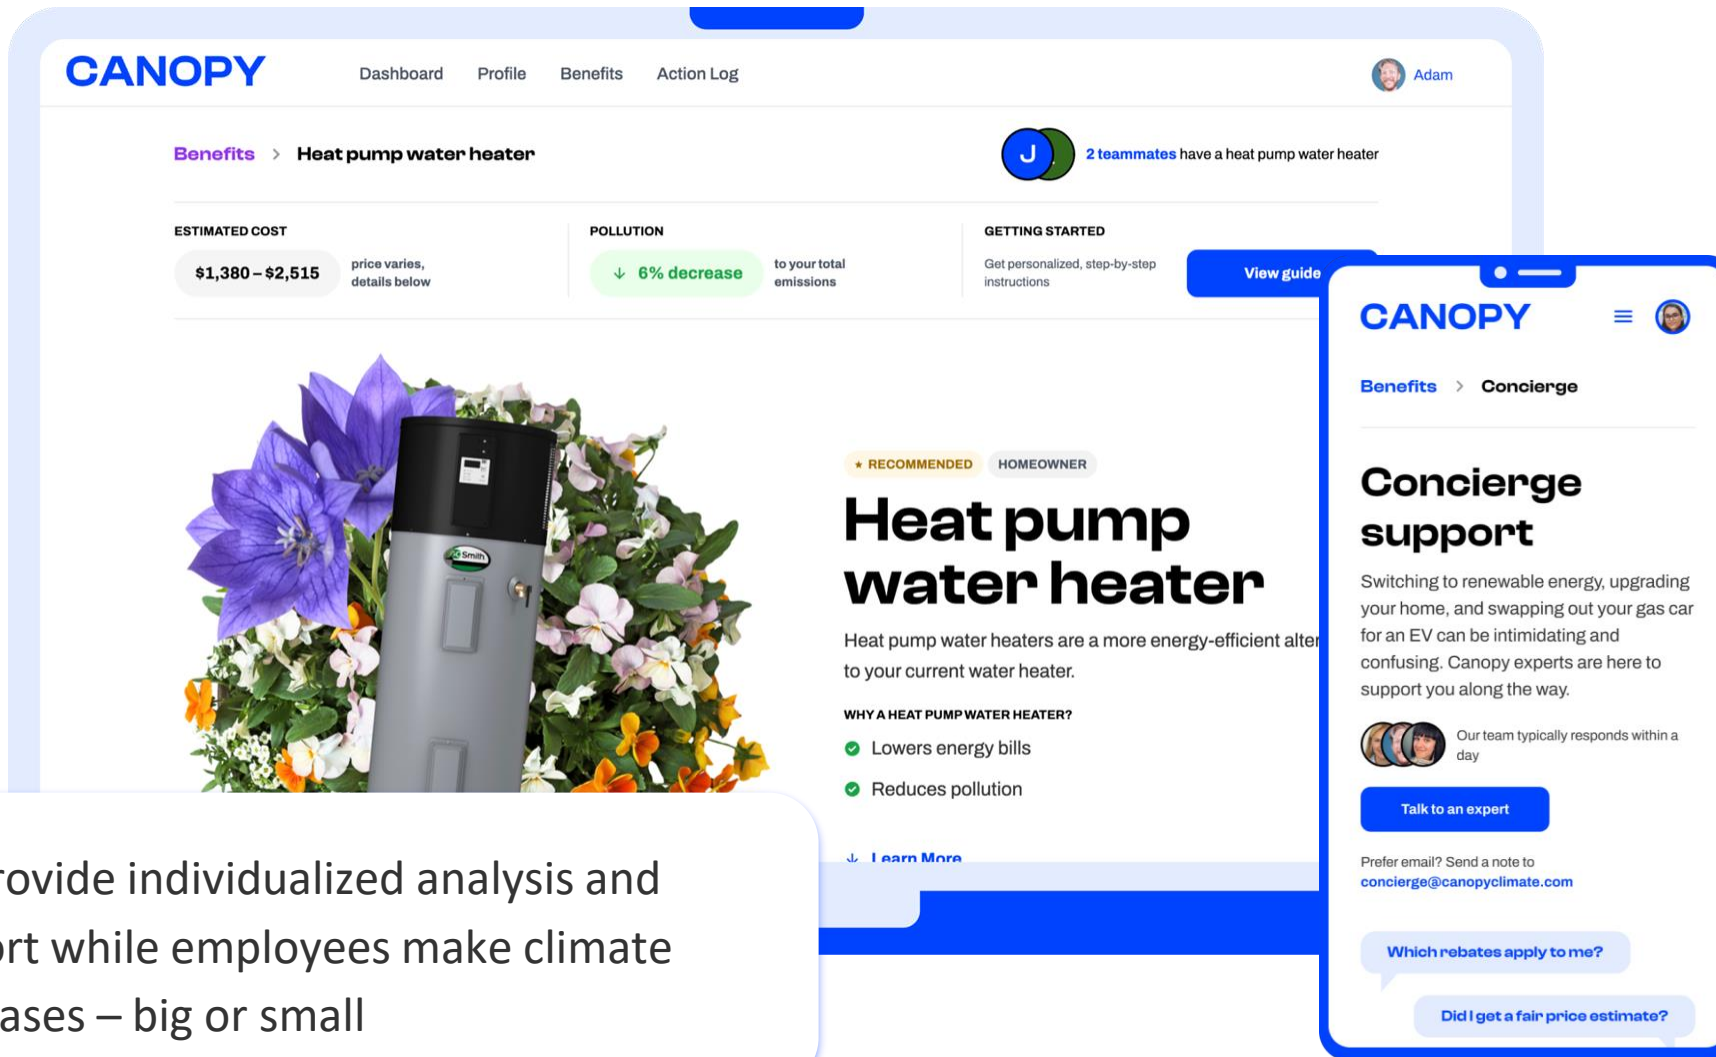 CANOPY
Dashboard Profile Benefits Action Log
Adam
Benefits > Heat pump water heater
J
2 teammates have a heat pump water heater
ESTIMATED COST
$1,380 – $2,515
price varies,
details below
POLLUTION
↓ 6% decrease
to your total
emissions
GETTING STARTED
Get personalized, step-by-step
instructions
View guide
Smith
★ RECOMMENDED
HOMEOWNER
Heat pump
water heater
Heat pump water heaters are a more energy-efficient alter
to your current water heater.
WHY A HEAT PUMP WATER HEATER?
Lowers energy bills
Reduces pollution
↓ Learn More
rovide individualized analysis and
ort while employees make climate
ases – big or small
CANOPY
Benefits > Concierge
Concierge
support
Switching to renewable energy, upgrading
your home, and swapping out your gas car
for an EV can be intimidating and
confusing. Canopy experts are here to
support you along the way.
Our team typically responds within a
day
Talk to an expert
Prefer email? Send a note to
concierge@canopyclimate.com
Which rebates apply to me?
Did I get a fair price estimate?